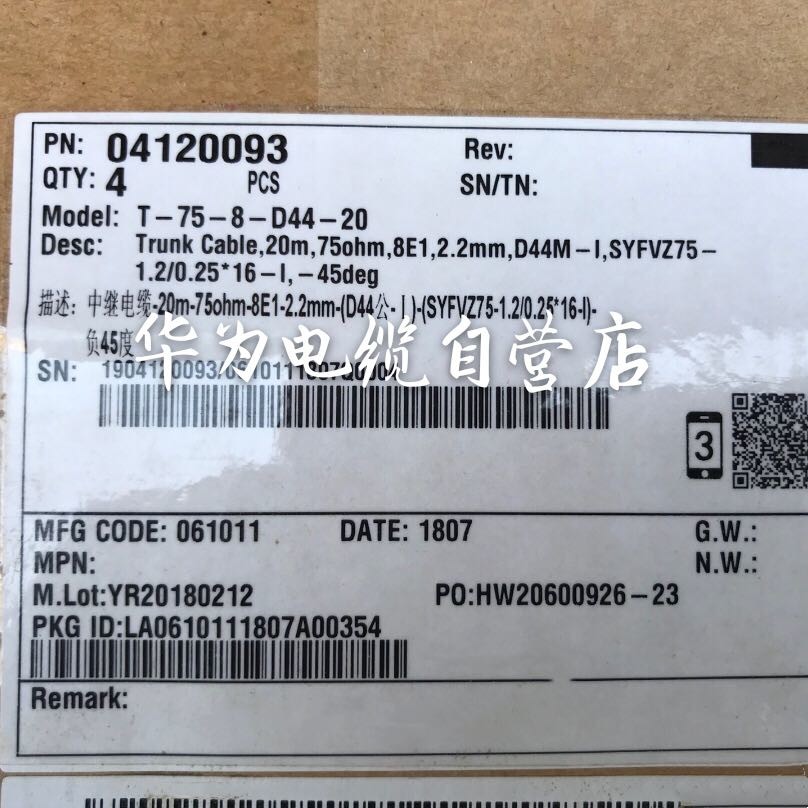 PN: 04120093 Rev:
QTY: 4 PCS SN/TN:
Model: T-75-8-D44-20
Desc: Trunk Cable,20m,75ohm,8E1,2.2mm,D44M-I,SYFVZ75-
1.2/0.25*16-I,-45deg
描述: 中继电缆-20m-75ohm-8E1-2.2mm-(D44公-I)-(SYFVZ75-1.2/0.25*16-I)-
负45度
华为电缆自营店
SN:
3
MFG CODE: 061011 DATE: 1807 G.W.:
MPN: N.W.:
M.Lot:YR20180212 PO:HW20600926-23
PKG ID:LA0610111807A00354
Remark: